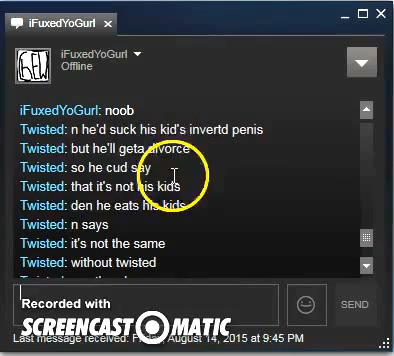 iFuxedYoGurl
iFuxedYoGurl
Offline
iFuxedYoGurl: noob
Twisted: n he'd suck his kid's invertd penis
Twisted: but he'll geta divorce
Twisted: so he cud say
Twisted: that it's not his kids
Twisted: den he eats his kids
Twisted: n says
Twisted: it's not the same
Twisted: without twisted
SEND
Recorded with
SCREENCAST MATIC
Last message received: Friday, August 14, 2015 at 9:45 PM